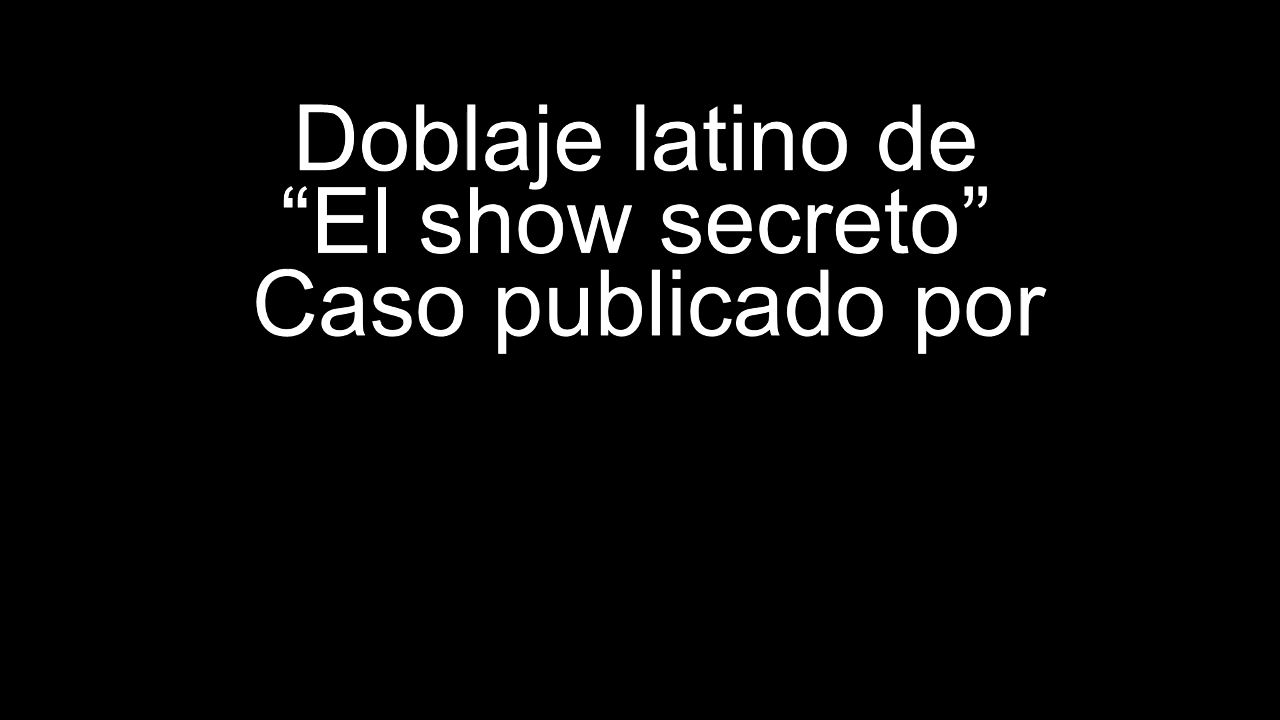 Doblaje latino de
“El show secreto”
Caso publicado por